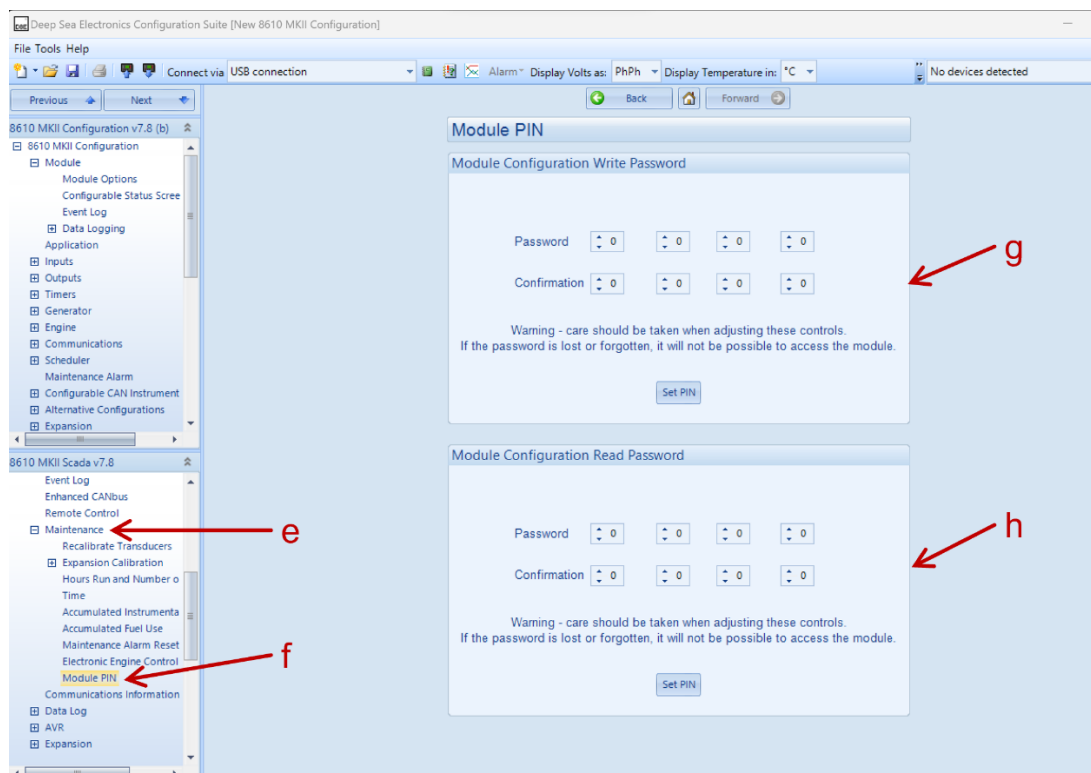 DSE Deep Sea Electronics Configuration Suite [New 8610 MKII Configuration]
File Tools Help
Connect via USB connection Alarm Display Volts as: PhPh Display Temperature in: °C No devices detected
Previous Next
Back Forward
8610 MKII Configuration v7.8 (b)
8610 MKII Configuration
Module
Module Options
Configurable Status Scree
Event Log
Data Logging
Application
Inputs
Outputs
Timers
Generator
Engine
Communications
Scheduler
Maintenance Alarm
Configurable CAN Instrument
Alternative Configurations
Expansion
8610 MKII Scada v7.8
Event Log
Enhanced CANbus
Remote Control
Maintenance
Recalibrate Transducers
Expansion Calibration
Hours Run and Number o
Time
Accumulated Instrumenta
Accumulated Fuel Use
Maintenance Alarm Reset
Electronic Engine Control
Module PIN
Communications Information
Data Log
AVR
Expansion
e
f
Module PIN
Module Configuration Write Password
Password 0 0 0 0
Confirmation 0 0 0 0
Warning - care should be taken when adjusting these controls.
If the password is lost or forgotten, it will not be possible to access the module.
Set PIN
g
Module Configuration Read Password
Password 0 0 0 0
Confirmation 0 0 0 0
Warning - care should be taken when adjusting these controls.
If the password is lost or forgotten, it will not be possible to access the module.
Set PIN
h